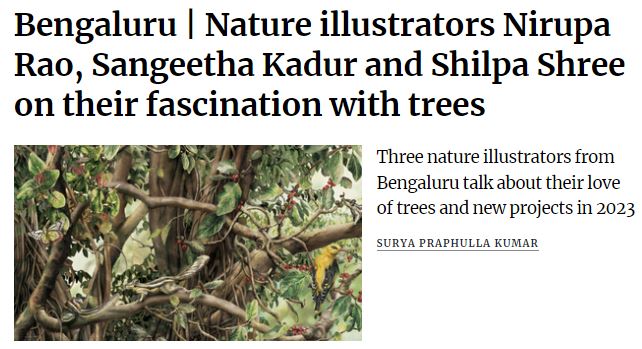 Bengaluru | Nature illustrators Nirupa
Rao, Sangeetha Kadur and Shilpa Shree
on their fascination with trees
Three nature illustrators from
Bengaluru talk about their love
of trees and new projects in 2023
SURYA PRAPHULLA KUMAR